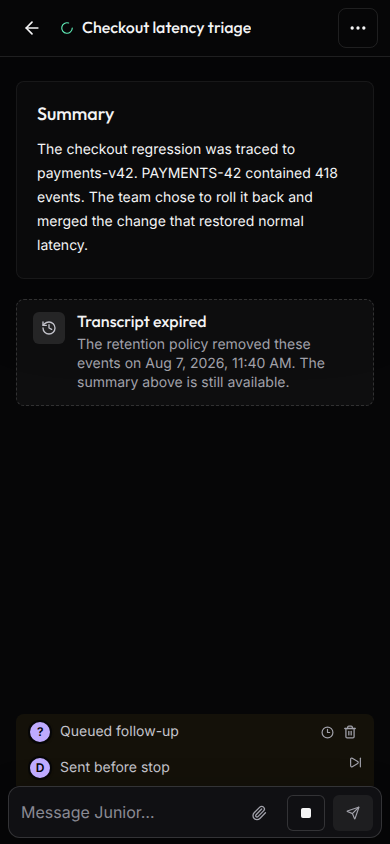 Checkout latency triage
Summary
The checkout regression was traced to
payments-v42. PAYMENTS-42 contained 418
events. The team chose to roll it back and
merged the change that restored normal
latency.
Transcript expired
The retention policy removed these
events on Aug 7, 2026, 11:40 AM. The
summary above is still available.
? Queued follow-up
D Sent before stop
Message Junior...